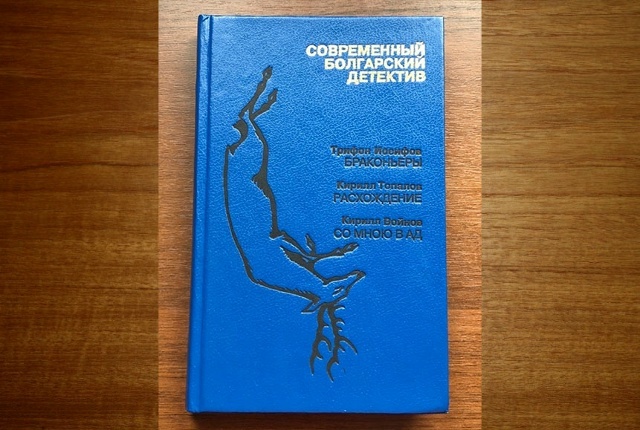 СОВРЕМЕННЫЙ
БОЛГАРСКИЙ
ДЕТЕКТИВ
Трифон Иосифов
БРАКОНЬЕРЫ
Кирилл Топалов
РАСХОЖДЕНИЕ
Кирилл Войнов
СО МНОЮ В АД